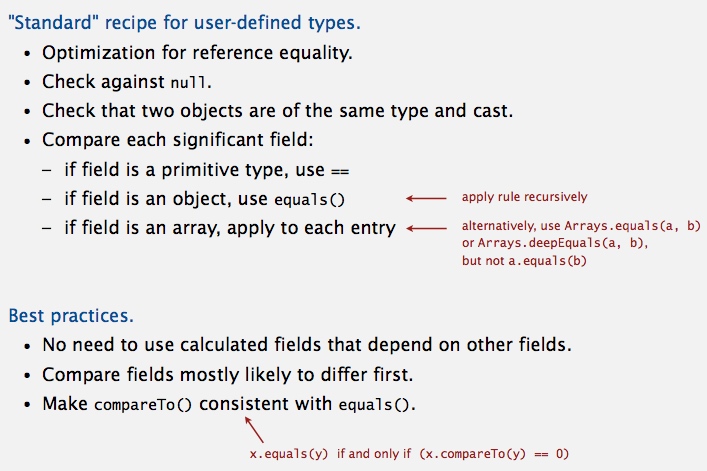 "Standard" recipe for user-defined types.
• Optimization for reference equality.
• Check against null.
• Check that two objects are of the same type and cast.
• Compare each significant field:
– if field is a primitive type, use ==
– if field is an object, use equals()
apply rule recursively
– if field is an array, apply to each entry
alternatively, use Arrays.equals(a, b)
or Arrays.deepEquals(a, b),
but not a.equals(b)
Best practices.
• No need to use calculated fields that depend on other fields.
• Compare fields mostly likely to differ first.
• Make compareTo() consistent with equals().
x.equals(y) if and only if (x.compareTo(y) == 0)